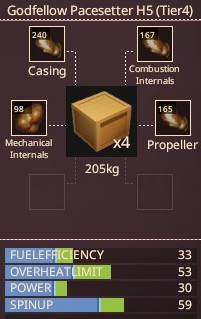 Godfellow Pacesetter H5 (Tier4)
240
167
Casing
Combustion
Internals
98
165
x4
Mechanical
Internals
Propeller
205kg
FUELEFFICIENCY 33
OVERHEATLIMIT 53
POWER 30
SPINUP 59